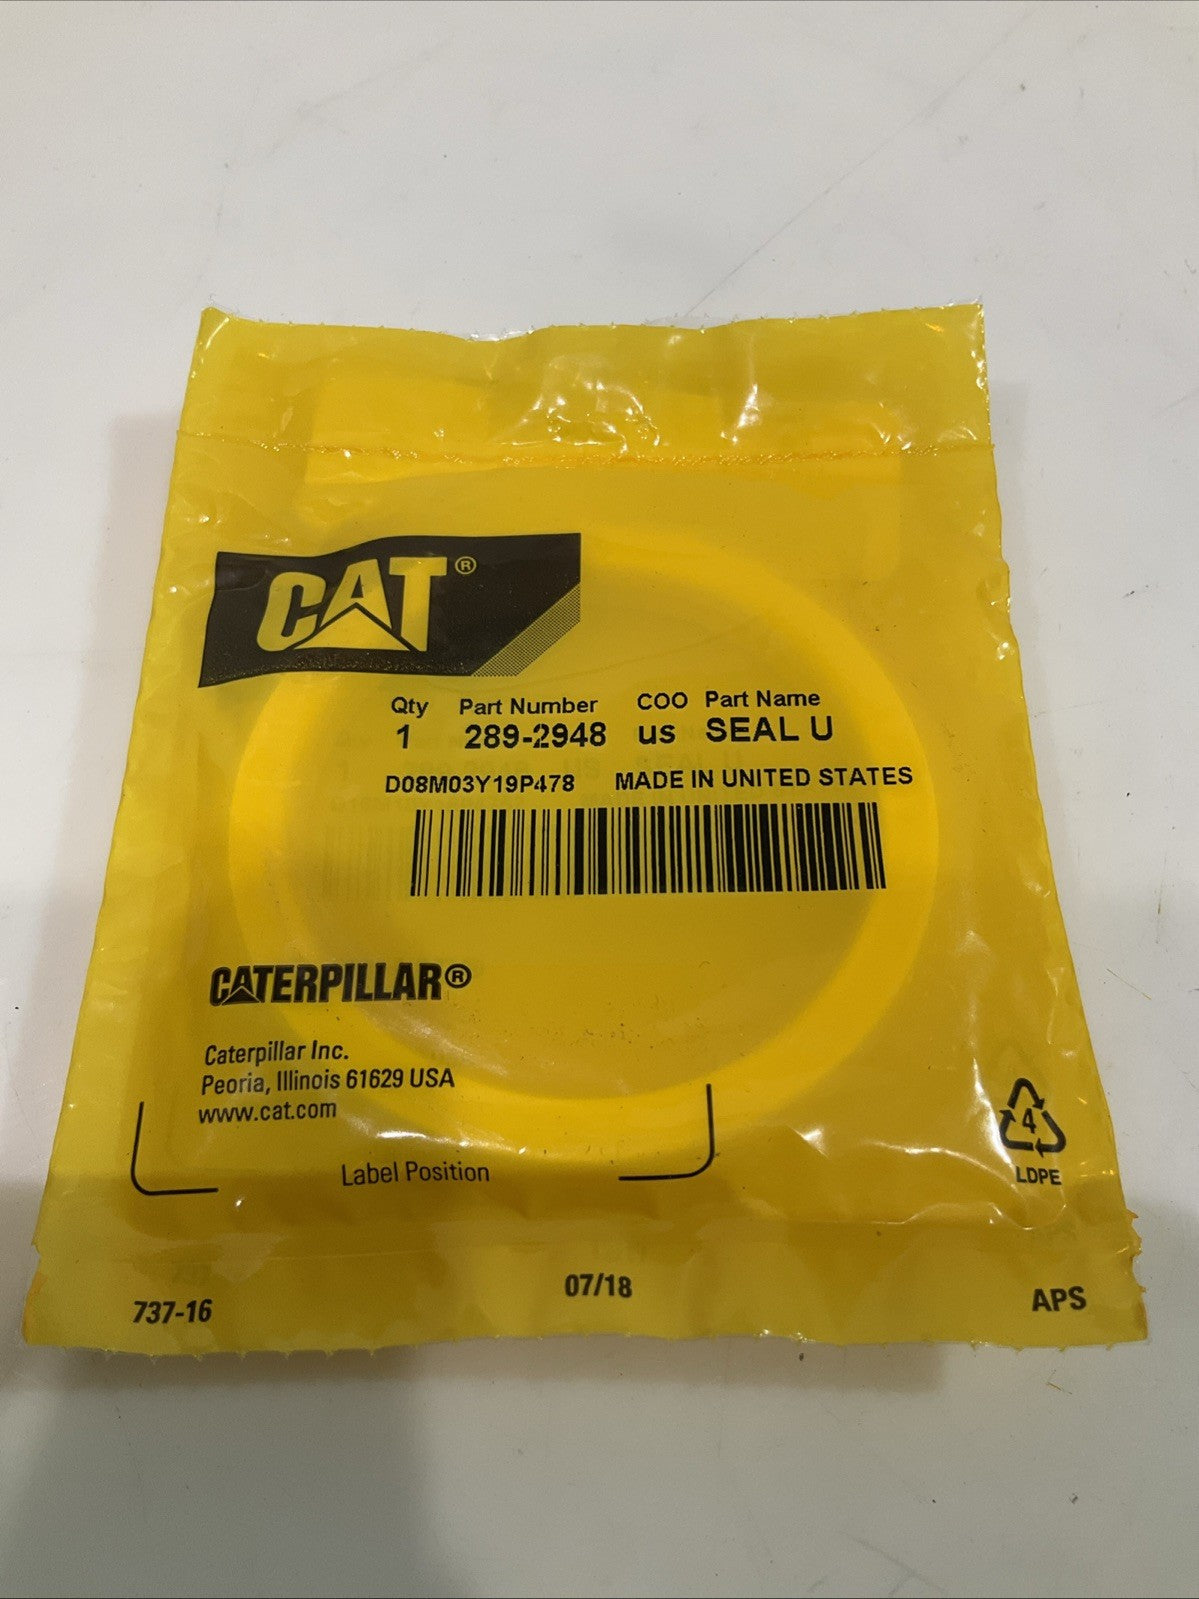 CAT®
Qty Part Number COO Part Name
1 289-2948 us SEAL U
D08M03Y19P478 MADE IN UNITED STATES
CATERPILLAR®
Caterpillar Inc.
Peoria, Illinois 61629 USA
www.cat.com
Label Position
4
LDPE
737-16 07/18 APS